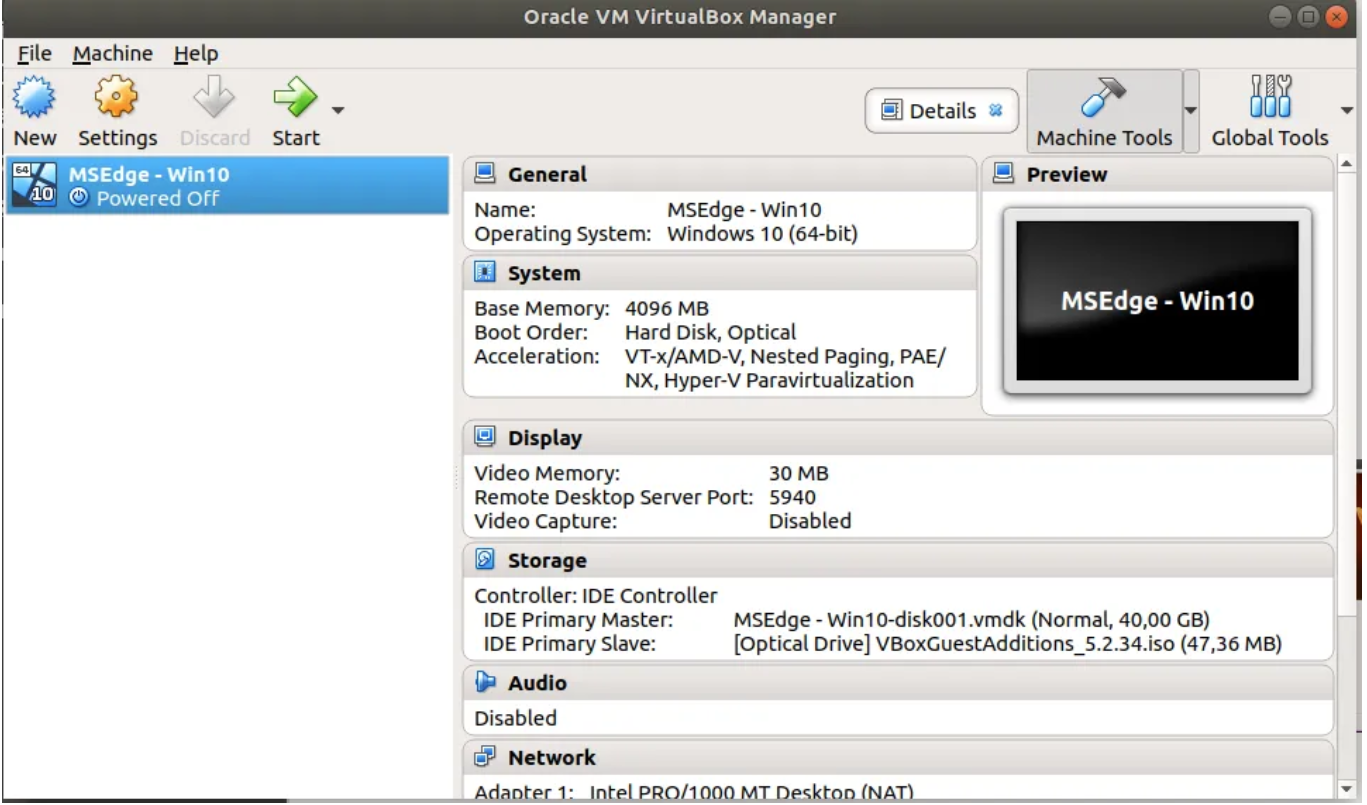 Oracle VM VirtualBox Manager
File Machine Help
New Settings Discard Start Details Machine Tools Global Tools
64 10 MSEdge - Win10
Powered Off
General
Name: MSEdge - Win10
Operating System: Windows 10 (64-bit)
Preview
MSEdge - Win10
System
Base Memory: 4096 MB
Boot Order: Hard Disk, Optical
Acceleration: VT-x/AMD-V, Nested Paging, PAE/
NX, Hyper-V Paravirtualization
Display
Video Memory: 30 MB
Remote Desktop Server Port: 5940
Video Capture: Disabled
Storage
Controller: IDE Controller
IDE Primary Master: MSEdge - Win10-disk001.vmdk (Normal, 40,00 GB)
IDE Primary Slave: [Optical Drive] VBoxGuestAdditions_5.2.34.iso (47,36 MB)
Audio
Disabled
Network
Adapter 1: Intel PRO/1000 MT Desktop (NAT)